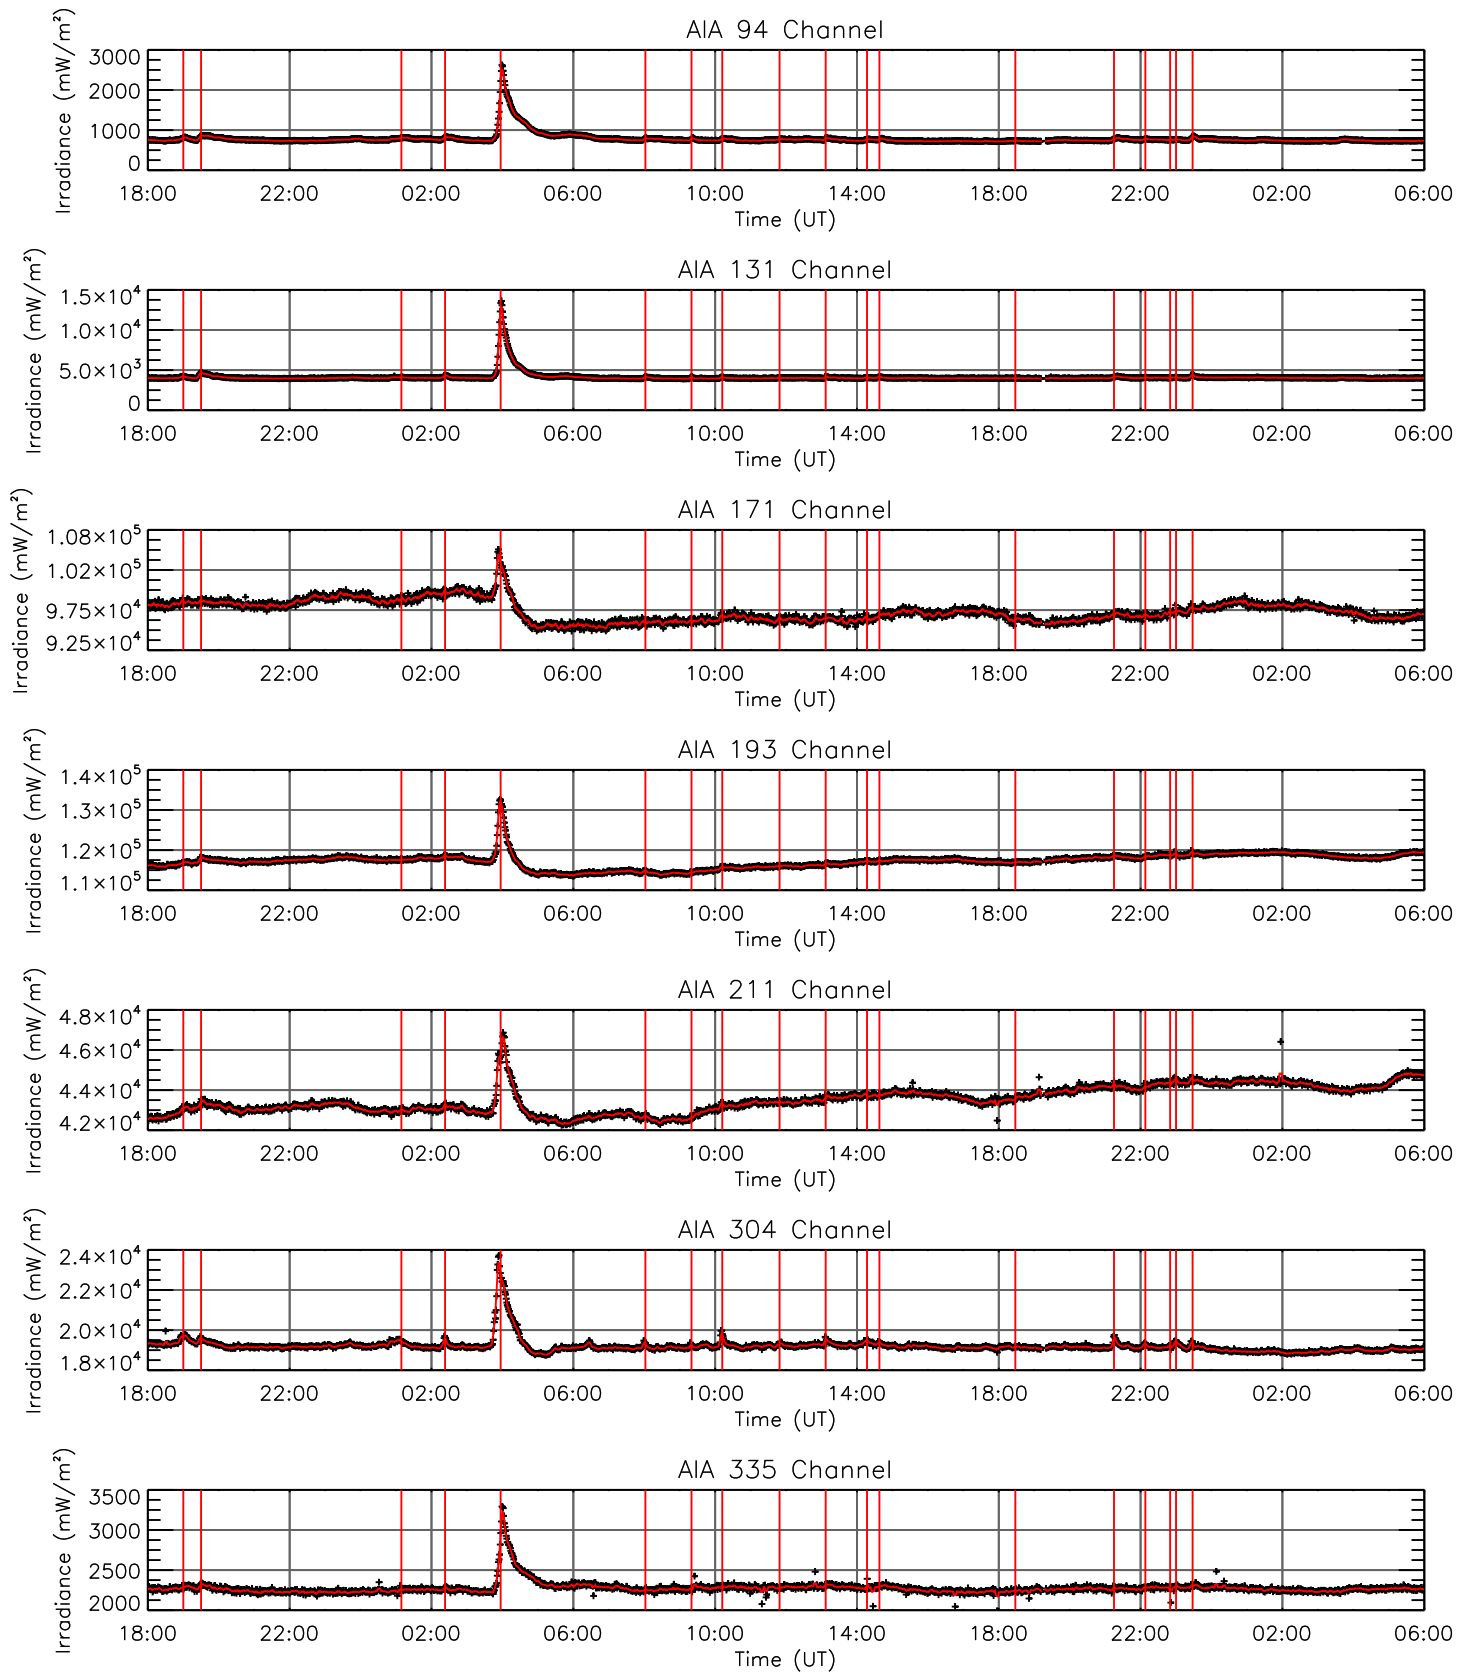 AIA 94 Channel
Irradiance (mW/m²)
3000
2000
1000
0
18:00 22:00 02:00 06:00 10:00 14:00 18:00 22:00 02:00 06:00
Time (UT)
AIA 131 Channel
Irradiance (mW/m²)
1.5×10⁴
1.0×10⁴
5.0×10³
0
18:00 22:00 02:00 06:00 10:00 14:00 18:00 22:00 02:00 06:00
Time (UT)
AIA 171 Channel
Irradiance (mW/m²)
1.08×10⁵
1.02×10⁵
9.75×10⁴
9.25×10⁴
18:00 22:00 02:00 06:00 10:00 14:00 18:00 22:00 02:00 06:00
Time (UT)
AIA 193 Channel
Irradiance (mW/m²)
1.4×10⁵
1.3×10⁵
1.2×10⁵
1.1×10⁵
18:00 22:00 02:00 06:00 10:00 14:00 18:00 22:00 02:00 06:00
Time (UT)
AIA 211 Channel
Irradiance (mW/m²)
4.8×10⁴
4.6×10⁴
4.4×10⁴
4.2×10⁴
18:00 22:00 02:00 06:00 10:00 14:00 18:00 22:00 02:00 06:00
Time (UT)
AIA 304 Channel
Irradiance (mW/m²)
2.4×10⁴
2.2×10⁴
2.0×10⁴
1.8×10⁴
18:00 22:00 02:00 06:00 10:00 14:00 18:00 22:00 02:00 06:00
Time (UT)
AIA 335 Channel
Irradiance (mW/m²)
3500
3000
2500
2000
18:00 22:00 02:00 06:00 10:00 14:00 18:00 22:00 02:00 06:00
Time (UT)